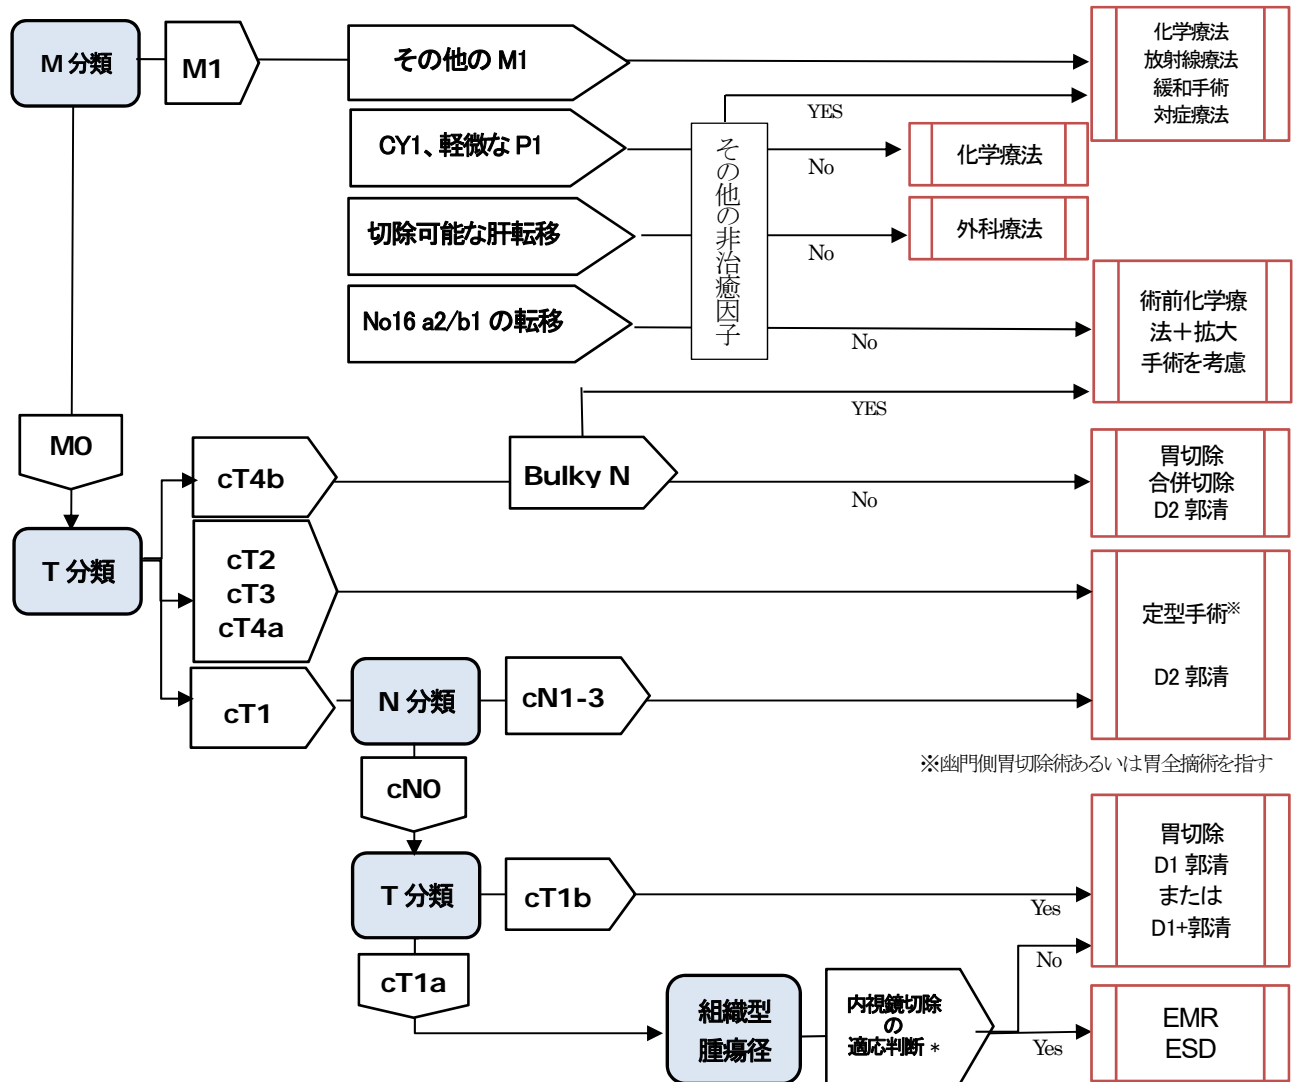 M 分類
M1
その他の M1
化学療法
放射線療法
緩和手術
対症療法
YES
CY1、軽微な P1
その他の非治癒因子
No
化学療法
切除可能な肝転移
No
外科療法
No16 a2/b1 の転移
No
術前化学療
法＋拡大
手術を考慮
YES
M0
cT4b
Bulky N
No
胃切除
合併切除
D2 郭清
T 分類
cT2
cT3
cT4a
定型手術※
D2 郭清
cT1
N 分類
cN1-3
※幽門側胃切除術あるいは胃全摘術を指す
cN0
T 分類
cT1b
Yes
胃切除
D1 郭清
または
D1+郭清
No
cT1a
組織型
腫瘍径
内視鏡切除
の
適応判断 *
Yes
EMR
ESD